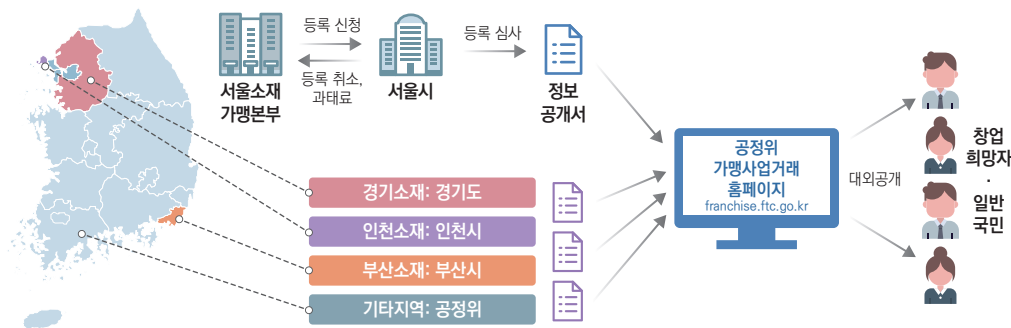 등록 신청
등록 취소,
과태료
서울소재
가맹본부
서울시
등록 심사
정보
공개서
경기소재: 경기도
인천소재: 인천시
부산소재: 부산시
기타지역: 공정위
공정위
가맹사업거래
홈페이지
franchise.ftc.go.kr
대외공개
창업
희망자
·
일반
국민